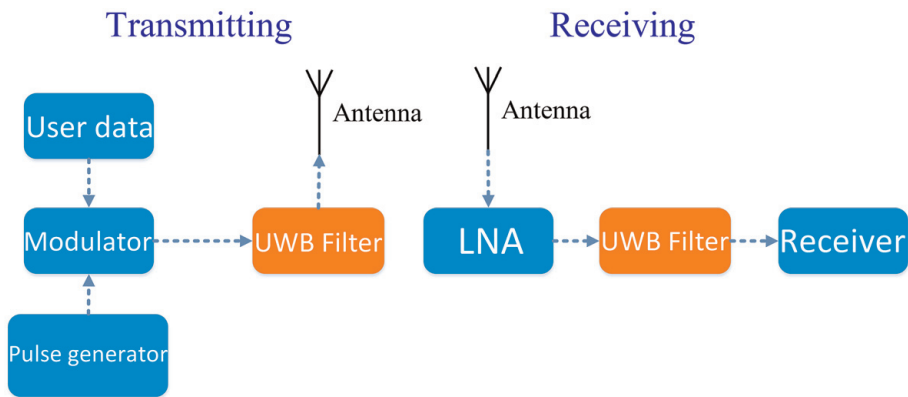 Transmitting
Receiving
Antenna
Antenna
User data
Modulator
UWB Filter
LNA
UWB Filter
Receiver
Pulse generator